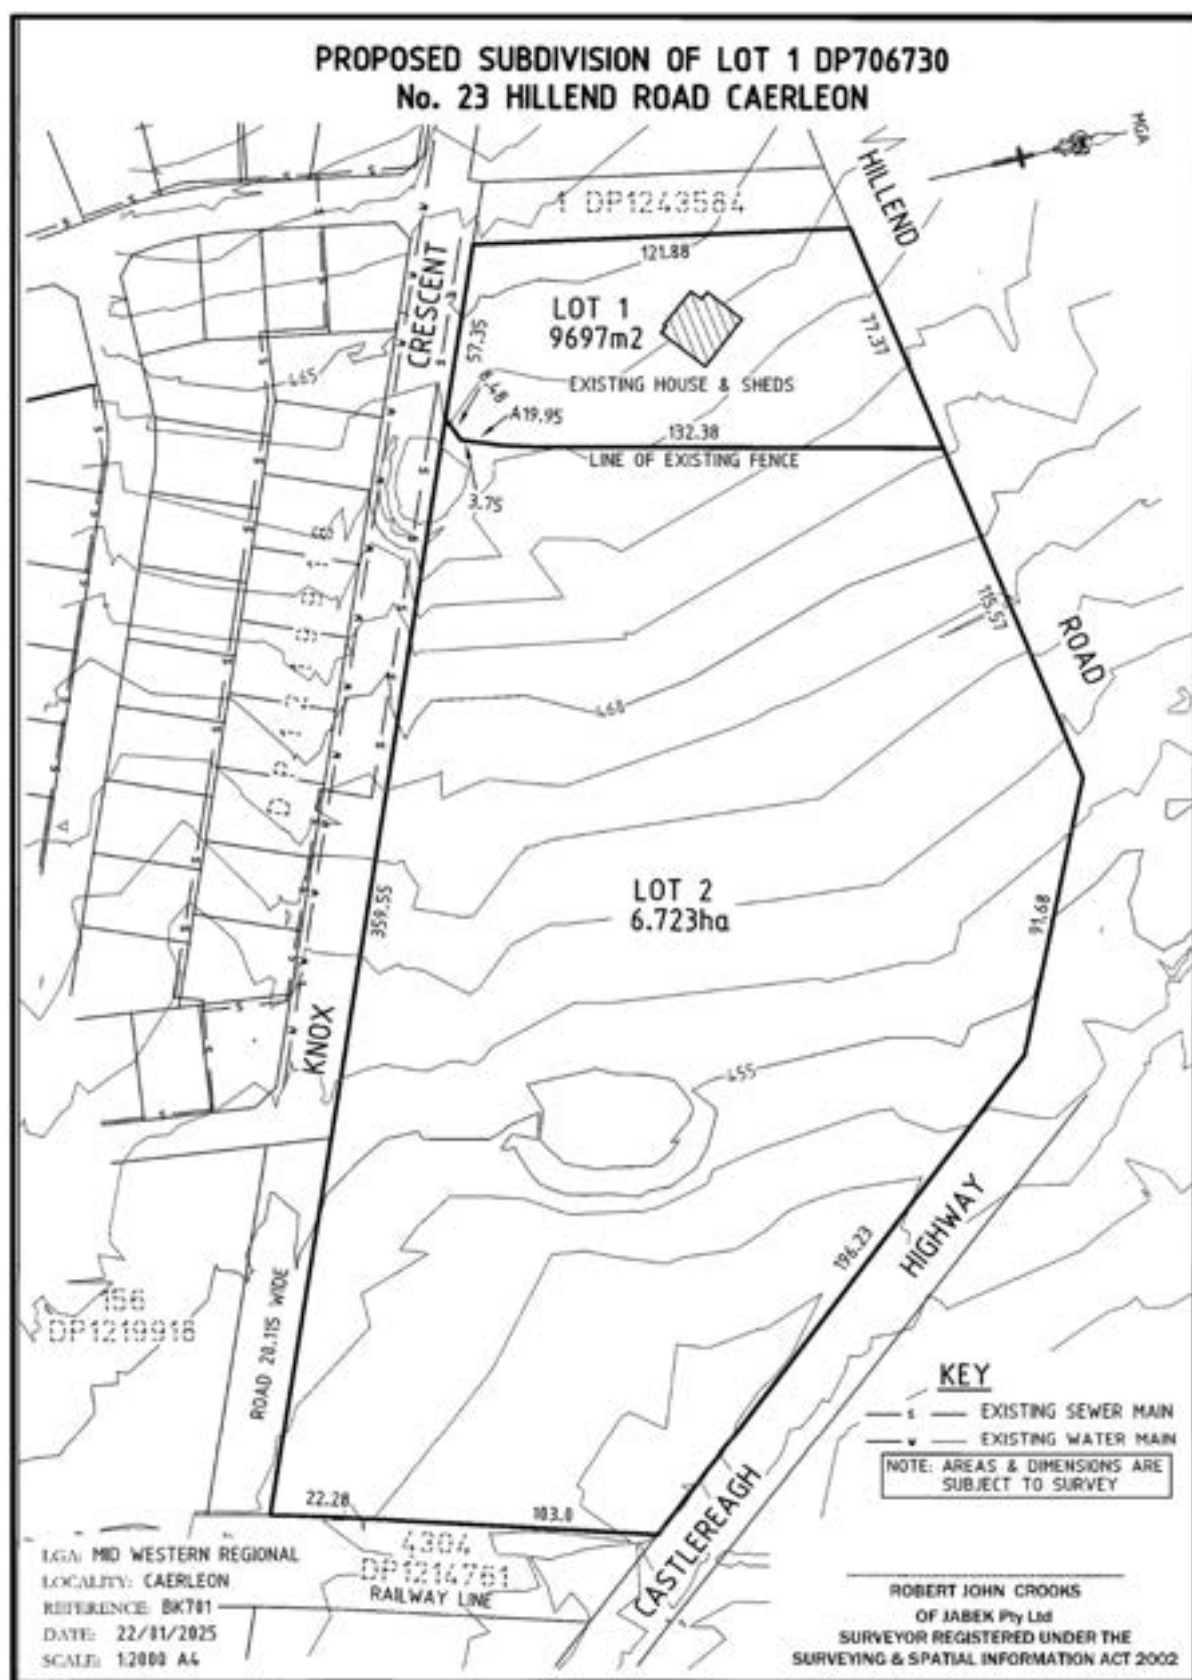 PROPOSED SUBDIVISION OF LOT 1 DP706730
No. 23 HILLEND ROAD CAERLEON
MGA
HILLEND
1 DP1243584
121.88
CRESCENT
LOT 1
9697m2
57.35
77.37
465
8.48
EXISTING HOUSE & SHEDS
A19.95
132.38
LINE OF EXISTING FENCE
3.75
115.57
ROAD
468
LOT 2
6.723ha
359.55
91.68
KNOX
455
196.23
HIGHWAY
156
DP1219918
ROAD 20.115 WIDE
KEY
S EXISTING SEWER MAIN
W EXISTING WATER MAIN
NOTE: AREAS & DIMENSIONS ARE
SUBJECT TO SURVEY
22.28
103.0
4304
DP1214761
RAILWAY LINE
CASTLEREAGH
LGA: MID WESTERN REGIONAL
LOCALITY: CAERLEON
REFERENCE: BK701
DATE: 22/01/2025
SCALE: 1:2000 A4
ROBERT JOHN CROOKS
OF JABEK Pty Ltd
SURVEYOR REGISTERED UNDER THE
SURVEYING & SPATIAL INFORMATION ACT 2002